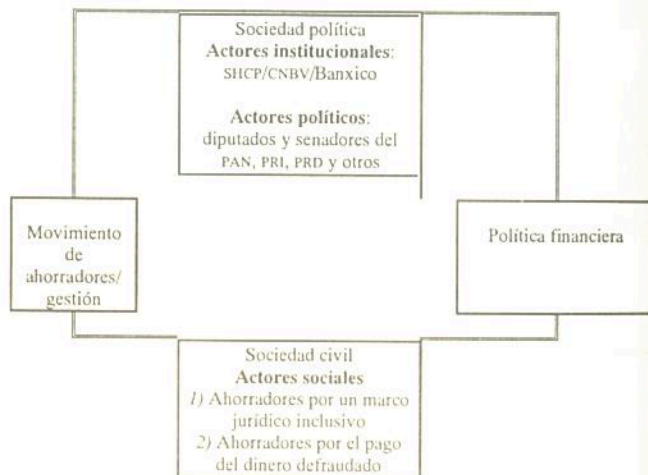 Sociedad política
Actores institucionales:
SHCP/CNBV/Banxico
Actores políticos:
diputados y senadores del
PAN, PRI, PRD y otros
Movimiento
de
ahorradores/
gestión
Política financiera
Sociedad civil
Actores sociales
1) Ahorradores por un marco
jurídico inclusivo
2) Ahorradores por el pago
del dinero defraudado